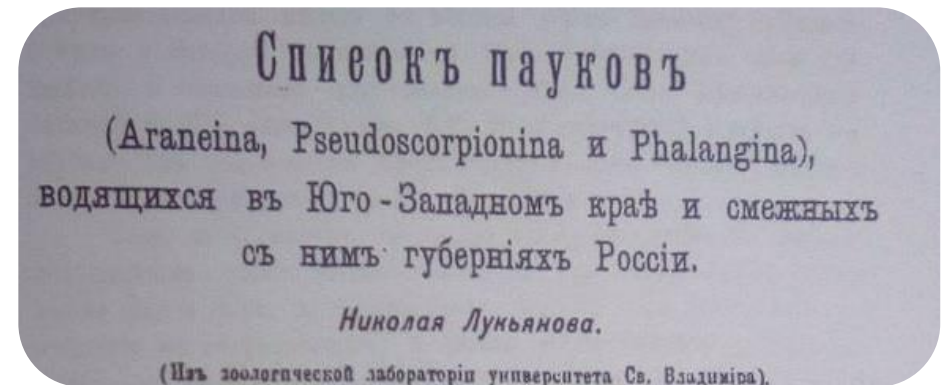 Списокъ пауковъ
(Araneina, Pseudoscorpionina и Phalangina),
водящихся въ Юго-Западномъ краѣ и смежныхъ
съ нимъ губерніяхъ Россіи.
Николая Лукьянова.
(Изъ зоологической лабораторіи университета Св. Владиміра).